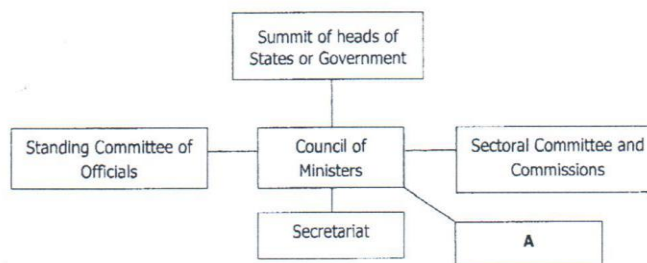 Summit of heads of
States or Government
Standing Committee of
Officials
Council of
Ministers
Sectoral Committee and
Commissions
Secretariat
A